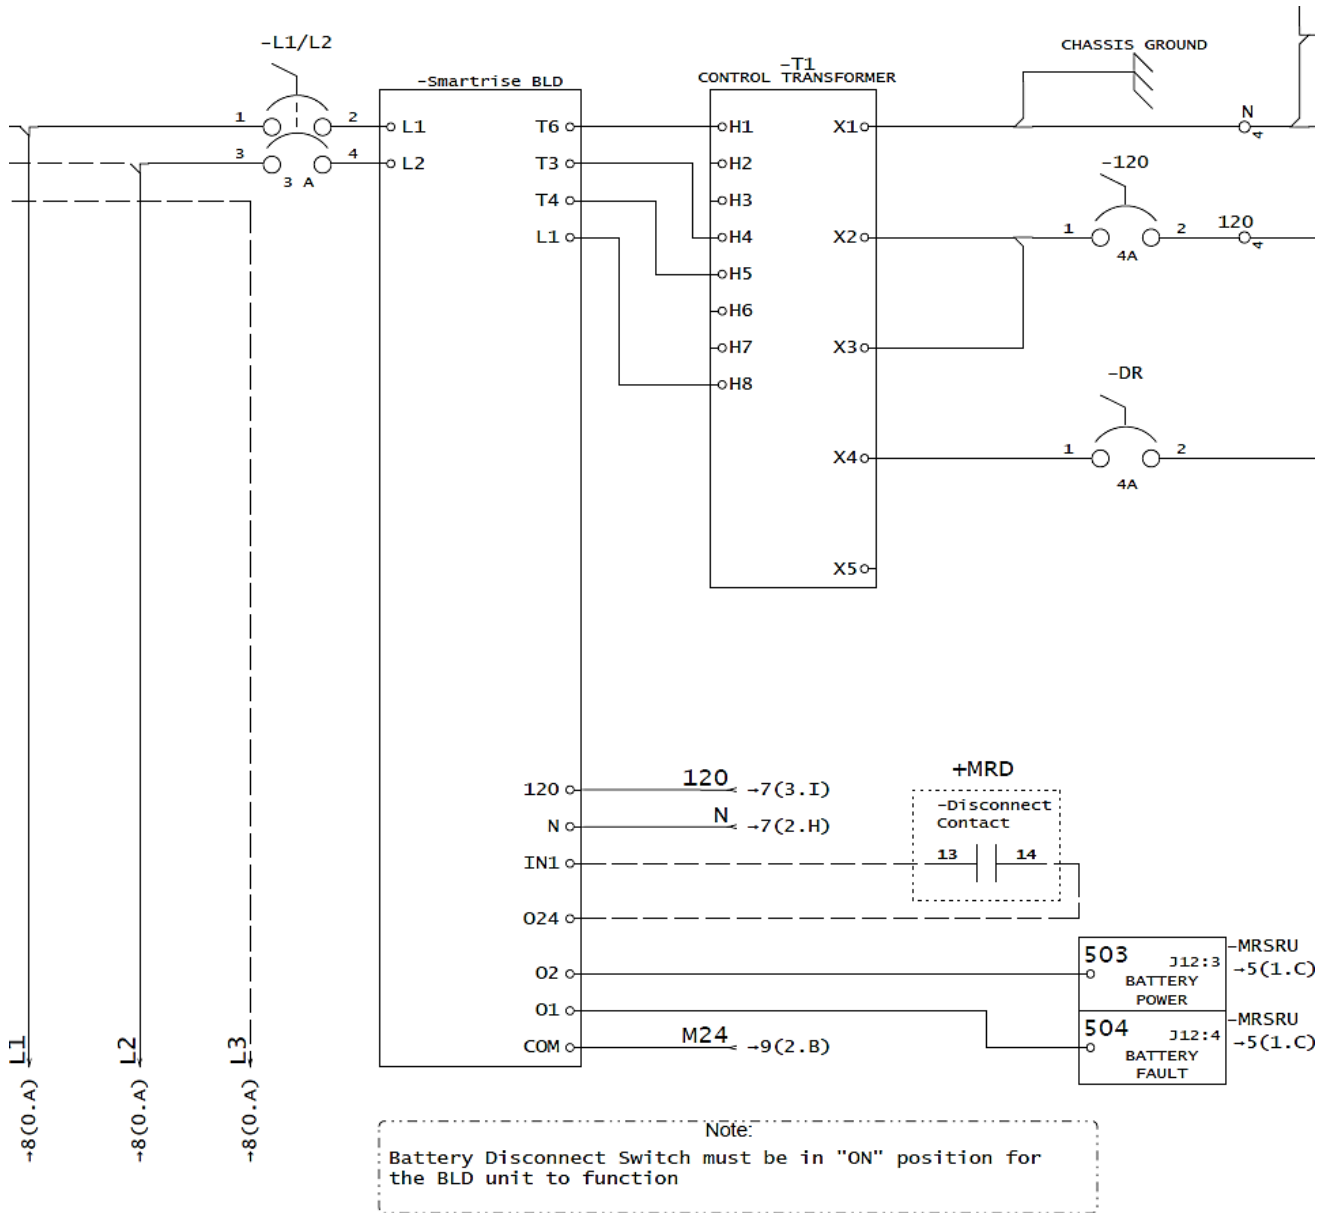 -L1/L2
1
2
3
4
3 A
-Smartrise BLD
L1
L2
T6
T3
T4
L1
-T1
CONTROL TRANSFORMER
H1
H2
H3
H4
H5
H6
H7
H8
X1
X2
X3
X4
X5
CHASSIS GROUND
N
4
-120
1
2
4A
120
4
-DR
1
2
4A
120
N
IN1
O24
O2
O1
COM
120
→7(3.I)
N
→7(2.H)
+MRD
-Disconnect
Contact
13
14
503
J12:3
BATTERY
POWER
-MRSRU
→5(1.C)
504
J12:4
BATTERY
FAULT
-MRSRU
→5(1.C)
M24
→9(2.B)
L1
→8(0.A)
L2
→8(0.A)
L3
→8(0.A)
Note:
Battery Disconnect Switch must be in "ON" position for
the BLD unit to function